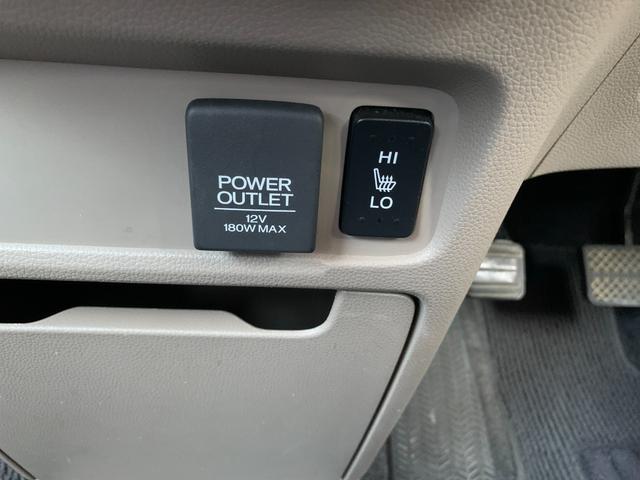 POWER
OUTLET
12V
180W MAX
HI
LO